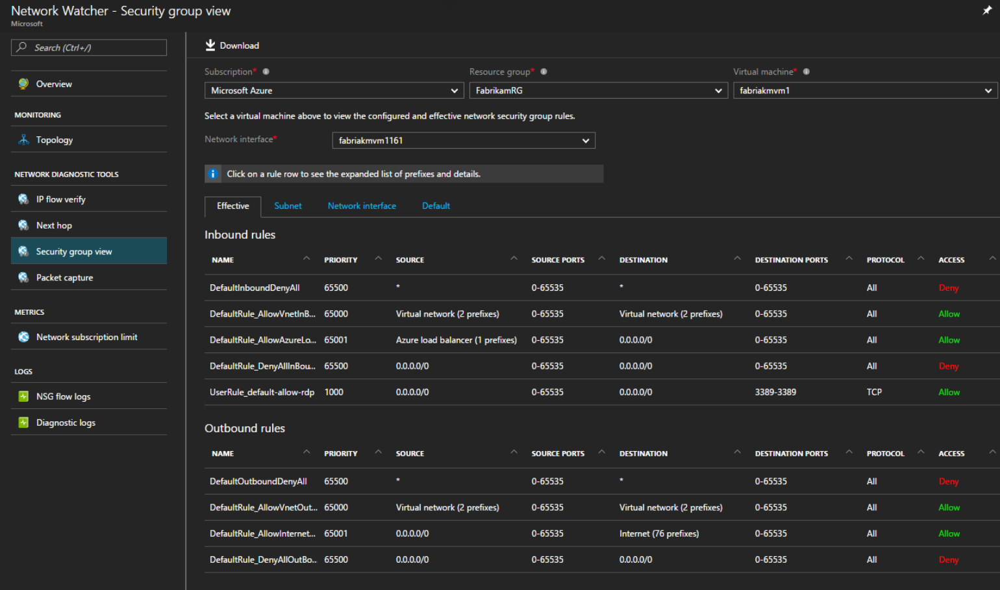 Network Watcher - Security group view
Microsoft
Search (Ctrl+/)
Overview
MONITORING
Topology
NETWORK DIAGNOSTIC TOOLS
IP flow verify
Next hop
Security group view
Packet capture
METRICS
Network subscription limit
LOGS
NSG flow logs
Diagnostic logs
Download
Subscription* Resource group* Virtual machine*
Microsoft Azure FabrikamRG fabriakmvm1
Select a virtual machine above to view the configured and effective network security group rules.
Network interface* fabriakmvm1161
Click on a rule row to see the expanded list of prefixes and details.
Effective Subnet Network interface Default
Inbound rules
NAME PRIORITY SOURCE SOURCE PORTS DESTINATION DESTINATION PORTS PROTOCOL ACCESS
DefaultInboundDenyAll 65500 * 0-65535 * 0-65535 All Deny
DefaultRule_AllowVnetInB... 65000 Virtual network (2 prefixes) 0-65535 Virtual network (2 prefixes) 0-65535 All Allow
DefaultRule_AllowAzureLo... 65001 Azure load balancer (1 prefixes) 0-65535 0.0.0.0/0 0-65535 All Allow
DefaultRule_DenyAllInBou... 65500 0.0.0.0/0 0-65535 0.0.0.0/0 0-65535 All Deny
UserRule_default-allow-rdp 1000 0.0.0.0/0 0-65535 0.0.0.0/0 3389-3389 TCP Allow
Outbound rules
NAME PRIORITY SOURCE SOURCE PORTS DESTINATION DESTINATION PORTS PROTOCOL ACCESS
DefaultOutboundDenyAll 65500 * 0-65535 * 0-65535 All Deny
DefaultRule_AllowVnetOut... 65000 Virtual network (2 prefixes) 0-65535 Virtual network (2 prefixes) 0-65535 All Allow
DefaultRule_AllowInternet... 65001 0.0.0.0/0 0-65535 Internet (76 prefixes) 0-65535 All Allow
DefaultRule_DenyAllOutBo... 65500 0.0.0.0/0 0-65535 0.0.0.0/0 0-65535 All Deny